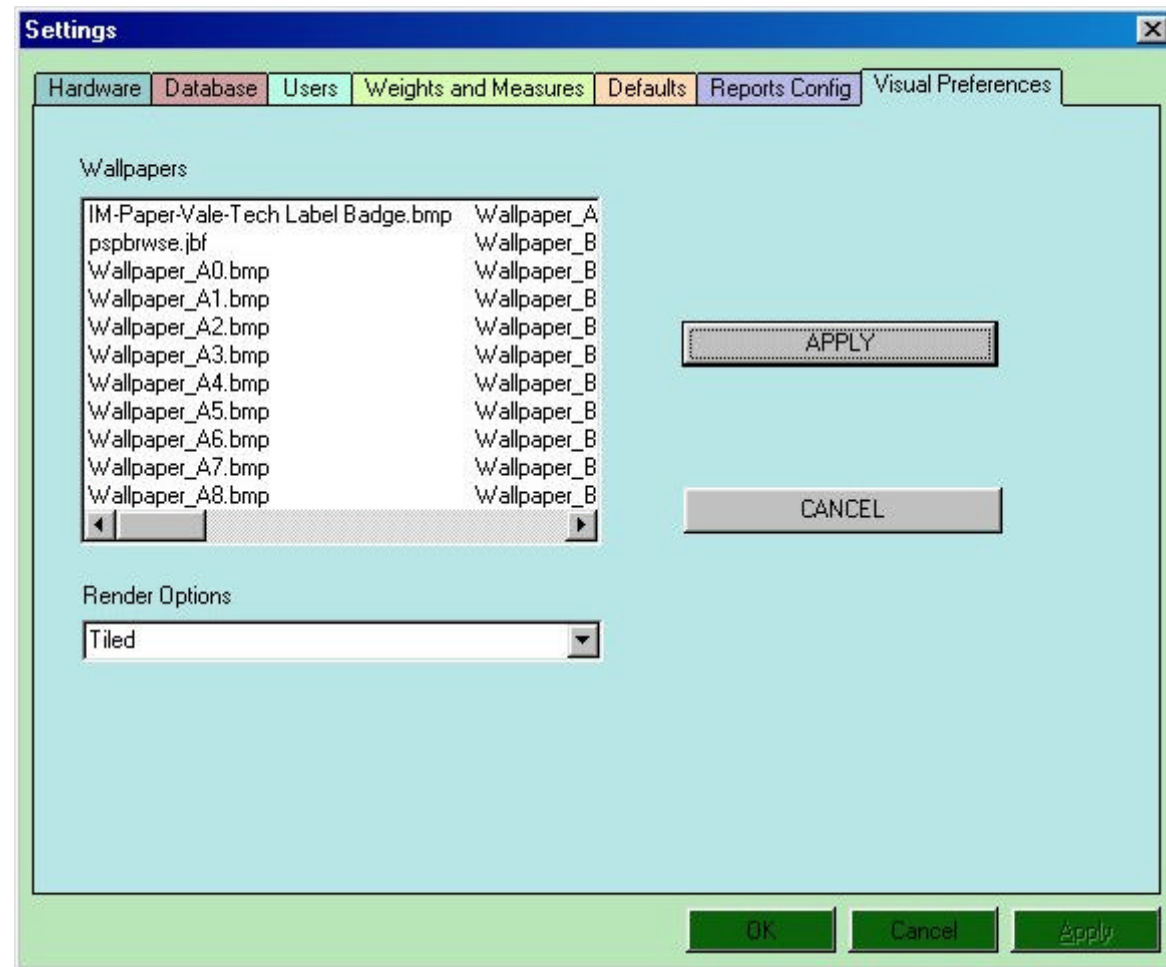 Settings
Hardware Database Users Weights and Measures Defaults Reports Config Visual Preferences
Wallpapers
IM-Paper-Vale-Tech Label Badge.bmp Wallpaper_A
pspbrwse.jbf Wallpaper_B
Wallpaper_A0.bmp Wallpaper_B
Wallpaper_A1.bmp Wallpaper_B
Wallpaper_A2.bmp Wallpaper_B
Wallpaper_A3.bmp Wallpaper_B
Wallpaper_A4.bmp Wallpaper_B
Wallpaper_A5.bmp Wallpaper_B
Wallpaper_A6.bmp Wallpaper_B
Wallpaper_A7.bmp Wallpaper_B
Wallpaper_A8.bmp Wallpaper_B
APPLY
CANCEL
Render Options
Tiled
OK Cancel Apply